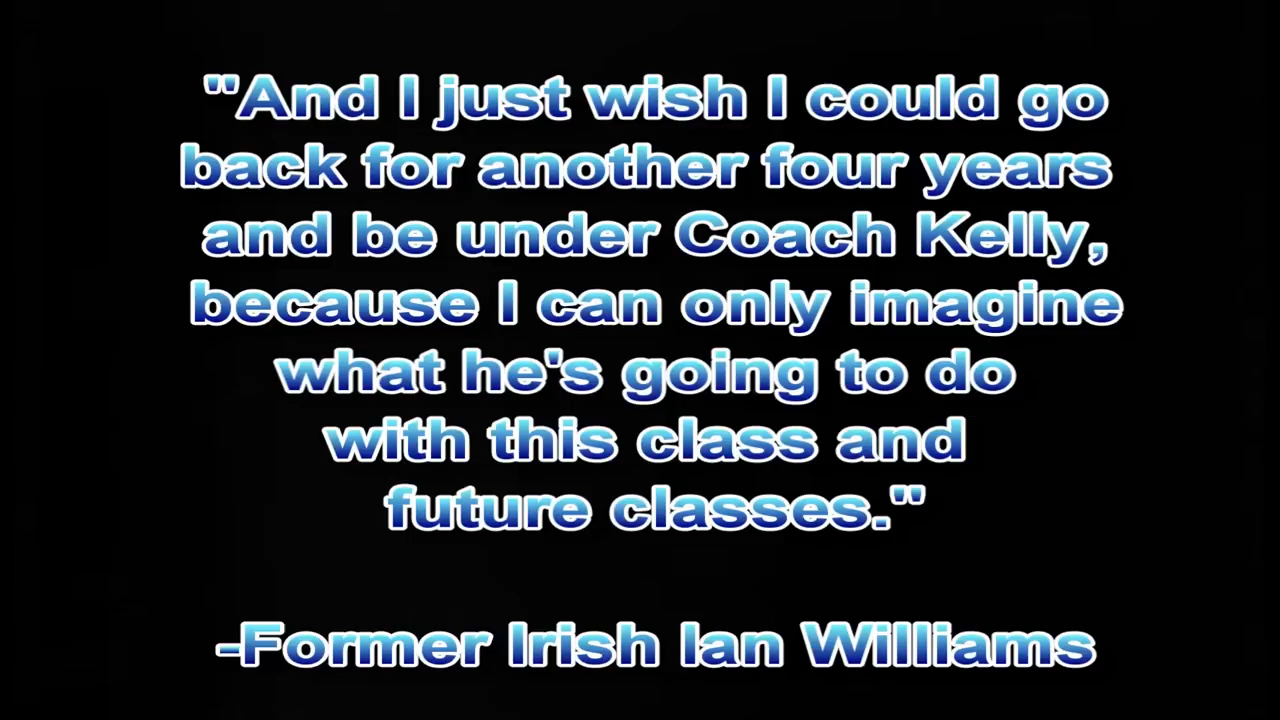 "And I just wish I could go
back for another four years
and be under Coach Kelly,
because I can only imagine
what he's going to do
with this class and
future classes."
-Former Irish Ian Williams